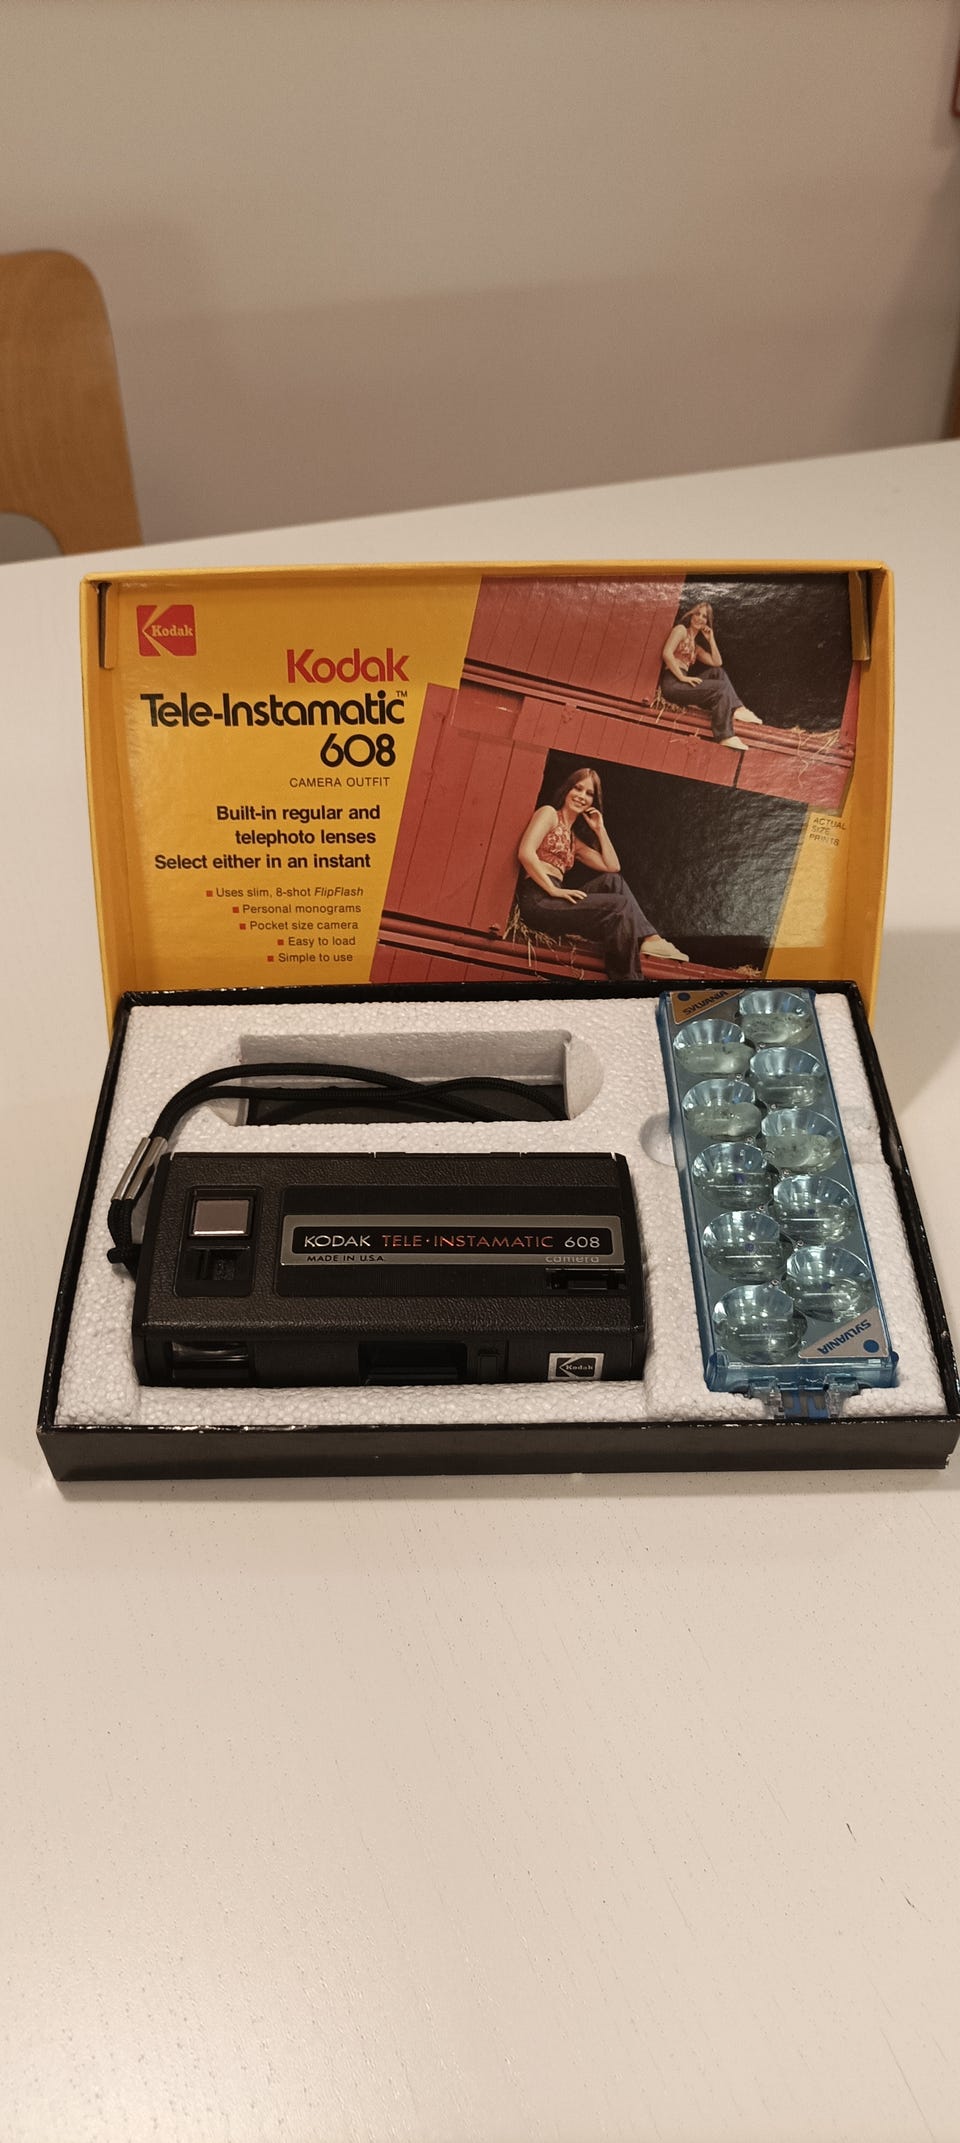 Kodak
Kodak
Tele-Instamatic™
608
CAMERA OUTFIT
Built-in regular and
telephoto lenses
Select either in an instant
■ Uses slim, 8-shot FlipFlash
■ Personal monograms
■ Pocket size camera
■ Easy to load
■ Simple to use
ACTUAL
SIZE
PRINTS
SYLVANIA
KODAK TELE·INSTAMATIC 608
MADE IN U.S.A.
camera
SYLVANIA
Kodak